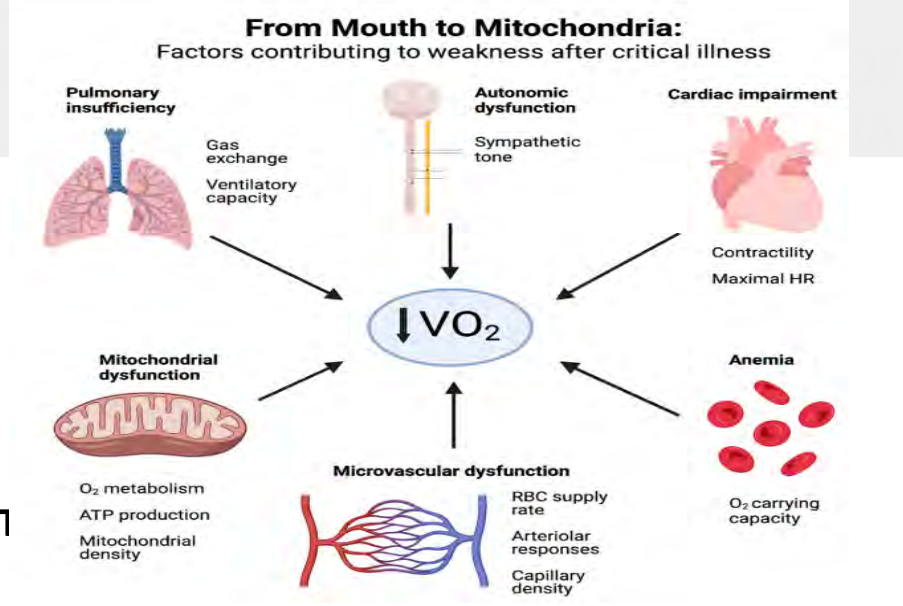 From Mouth to Mitochondria:
Factors contributing to weakness after critical illness
Pulmonary
insufficiency
Gas
exchange
Ventilatory
capacity
Autonomic
dysfunction
Sympathetic
tone
Cardiac impairment
Contractility
Maximal HR
VO₂
Mitochondrial
dysfunction
O₂ metabolism
ATP production
Mitochondrial
density
Microvascular dysfunction
RBC supply
rate
Arteriolar
responses
Capillary
density
Anemia
O₂ carrying
capacity